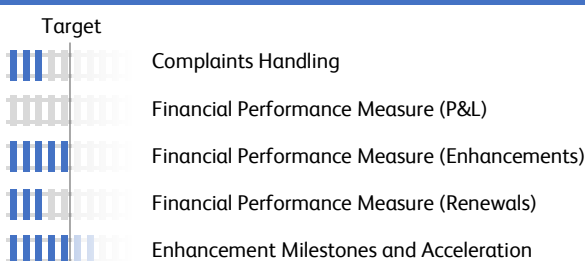 Target
Complaints Handling
Financial Performance Measure (P&L)
Financial Performance Measure (Enhancements)
Financial Performance Measure (Renewals)
Enhancement Milestones and Acceleration